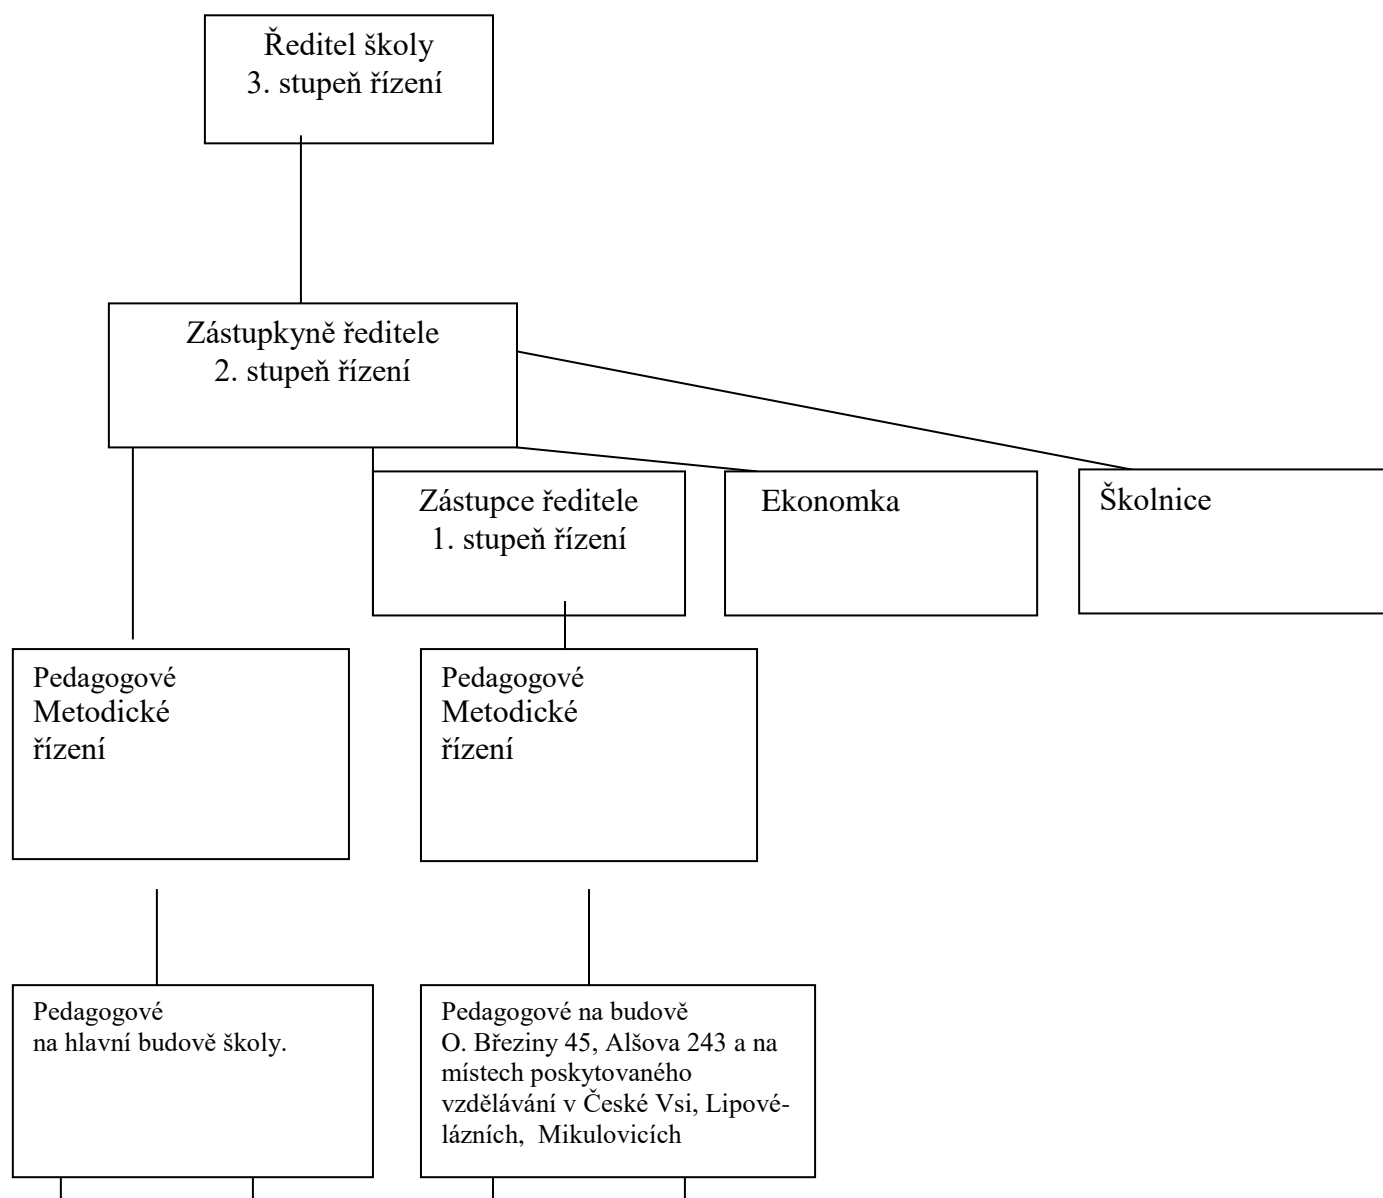 Ředitel školy
3. stupeň řízení
Zástupkyně ředitele
2. stupeň řízení
Zástupce ředitele
1. stupeň řízení
Ekonomka
Školnice
Pedagogové
Metodické
řízení
Pedagogové
Metodické
řízení
Pedagogové
na hlavní budově školy.
Pedagogové na budově
O. Březiny 45, Alšova 243 a na
místech poskytovaného
vzdělávání v České Vsi, Lipové-
lázních,  Mikulovicích